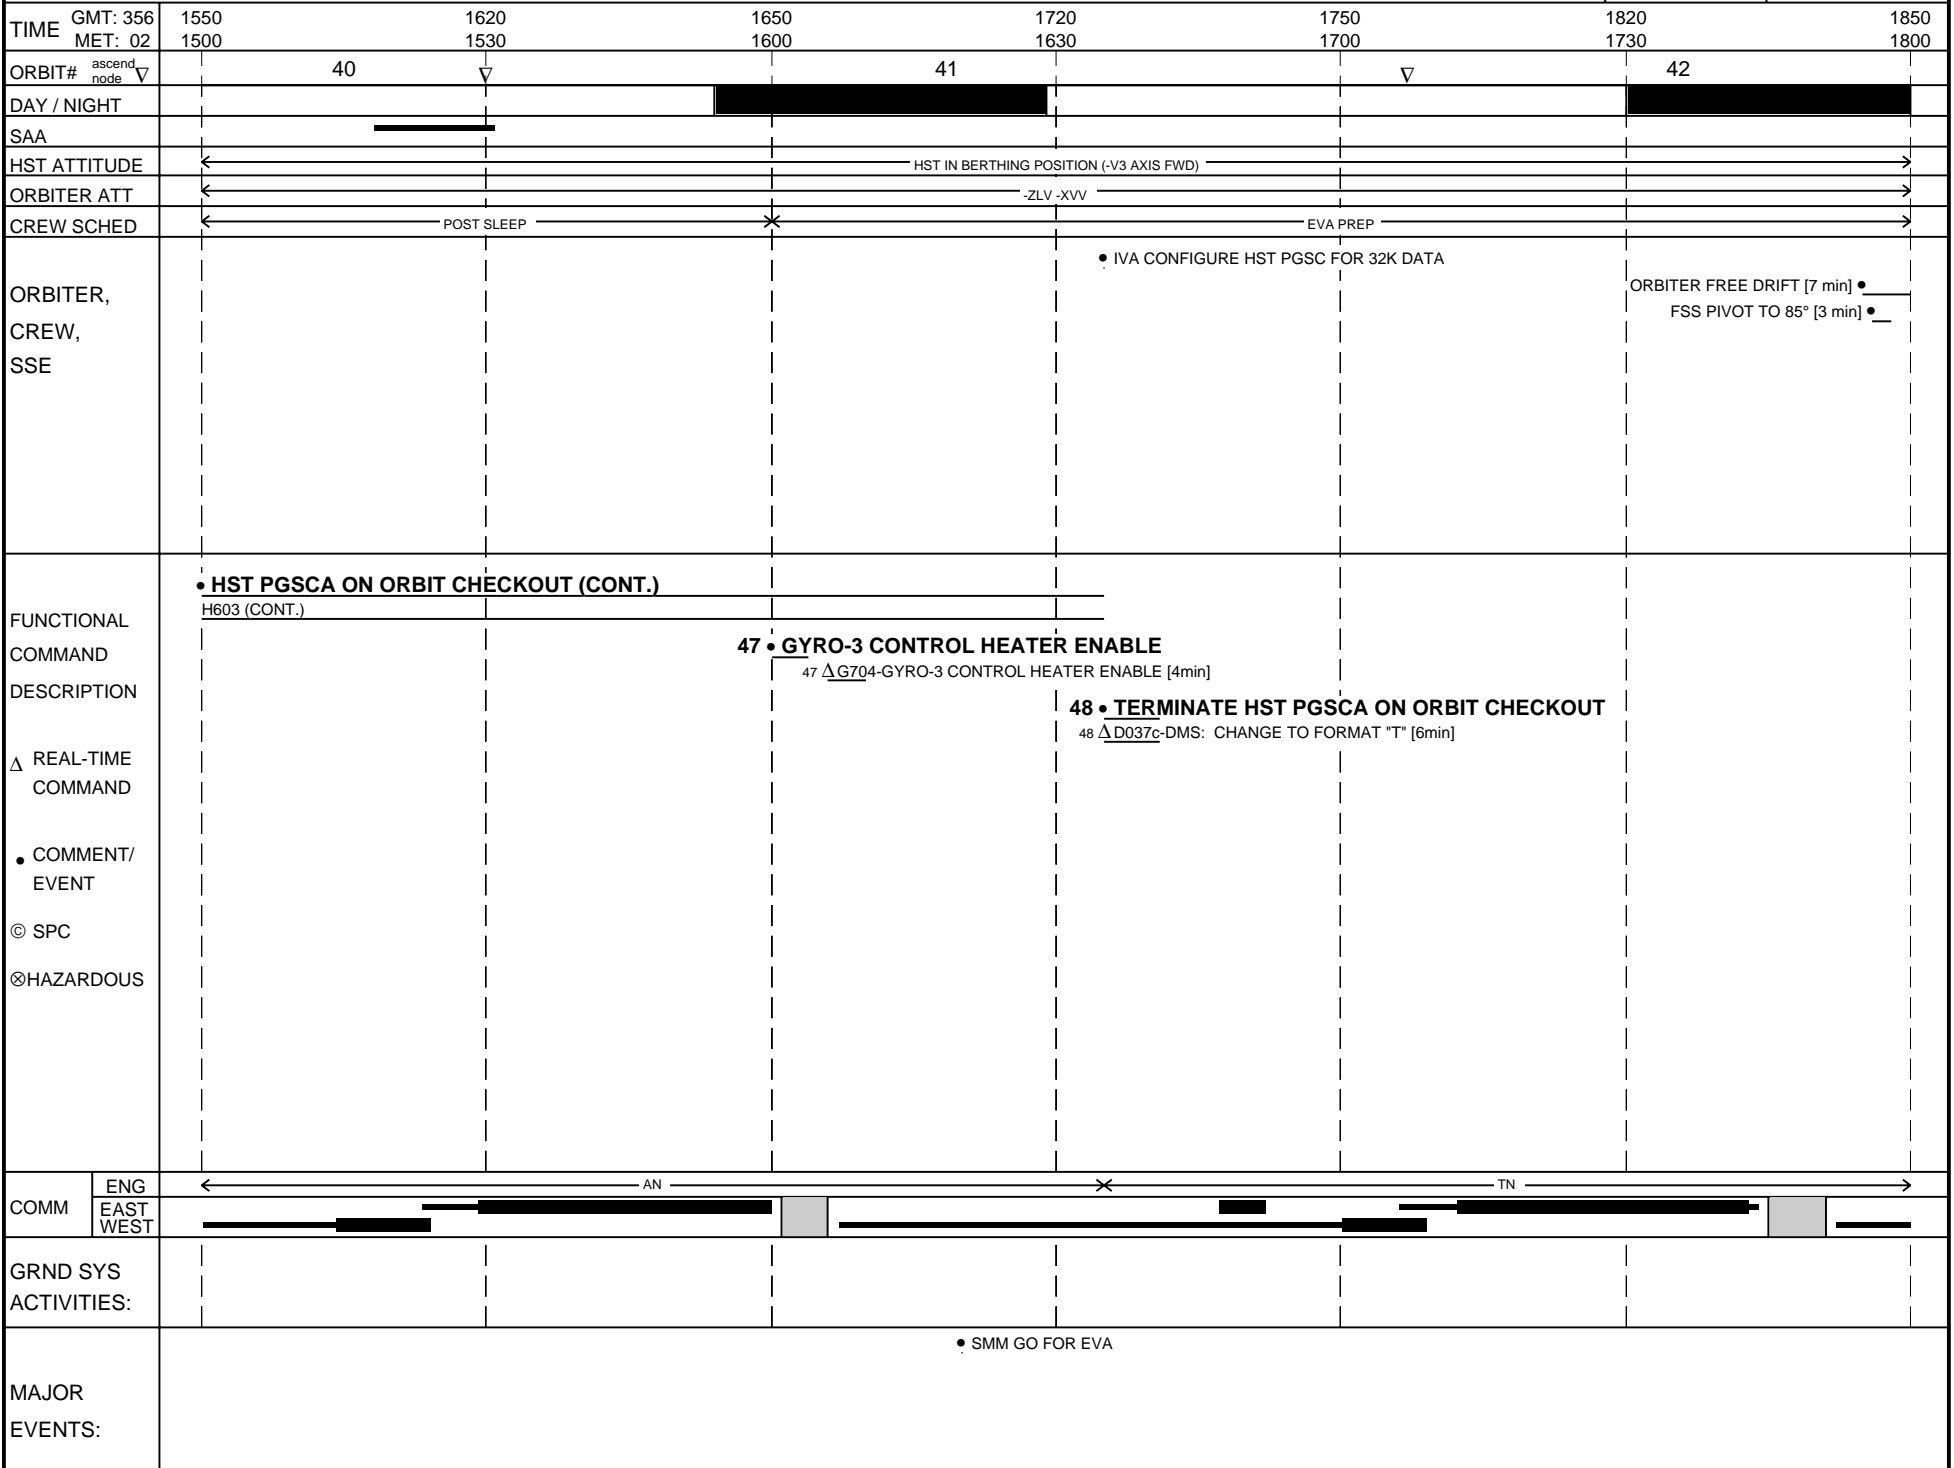 TIME GMT: 356 1550 1620 1650 1720 1750 1820 1850
MET: 02 1500 1530 1600 1630 1700 1730 1800
ORBIT# ascend node ∇ 40 ∇ 41 ∇ 42
DAY / NIGHT
SAA
HST ATTITUDE HST IN BERTHING POSITION (-V3 AXIS FWD)
ORBITER ATT -ZLV -XVV
CREW SCHED POST SLEEP EVA PREP
ORBITER,
CREW,
SSE
• IVA CONFIGURE HST PGSC FOR 32K DATA
ORBITER FREE DRIFT [7 min] •
FSS PIVOT TO 85° [3 min] •
FUNCTIONAL
COMMAND
DESCRIPTION
∆ REAL-TIME
COMMAND
• COMMENT/
EVENT
© SPC
⊗HAZARDOUS
• HST PGSCA ON ORBIT CHECKOUT (CONT.)
H603 (CONT.)
47 • GYRO-3 CONTROL HEATER ENABLE
47 ∆ G704-GYRO-3 CONTROL HEATER ENABLE [4min]
48 • TERMINATE HST PGSCA ON ORBIT CHECKOUT
48 ∆ D037c-DMS: CHANGE TO FORMAT "T" [6min]
COMM ENG AN TN
EAST
WEST
GRND SYS
ACTIVITIES:
• SMM GO FOR EVA
MAJOR
EVENTS: